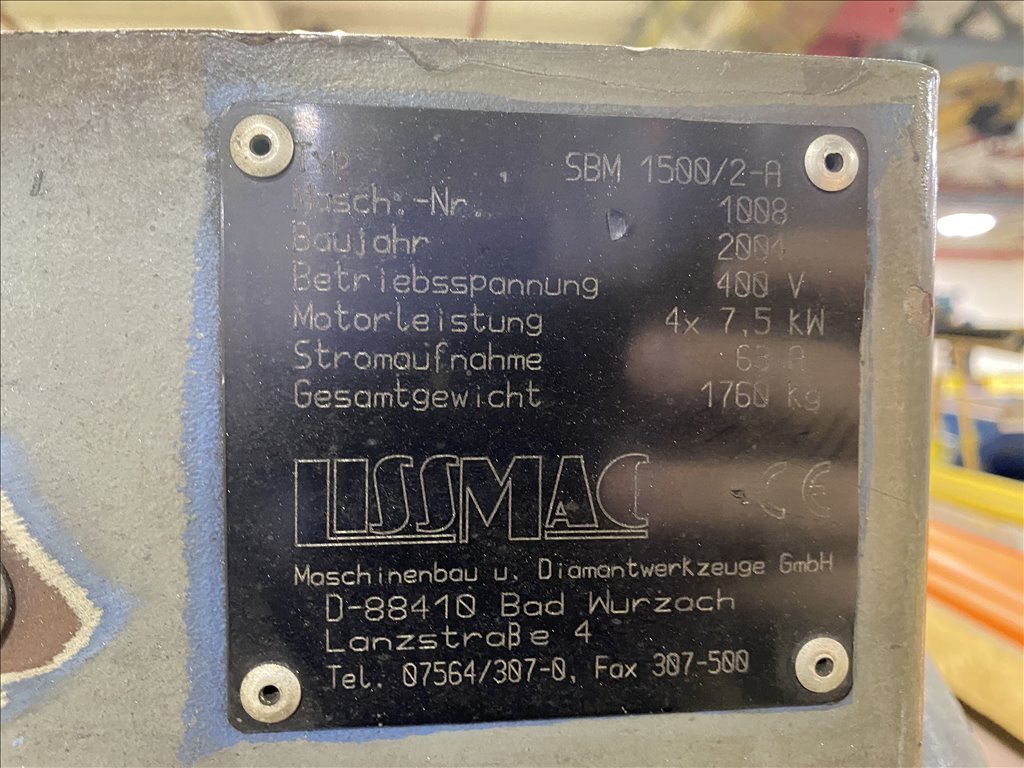 TYP SBM 1500/2-A
Masch.-Nr. 1008
Baujahr 2004
Betriebsspannung 400 V
Motorleistung 4x 7,5 kW
Stromaufnahme 63 A
Gesamtgewicht 1760 kg
LISSMAC CE
Maschinenbau u. Diamantwerkzeuge GmbH
D-88410 Bad Wurzach
Lanzstraße 4
Tel. 07564/307-0, Fax 307-500